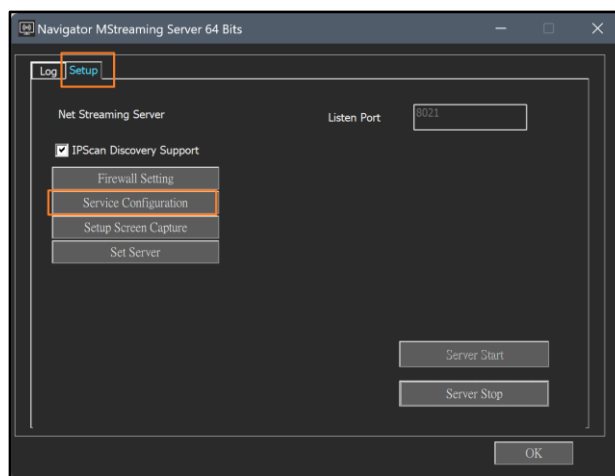 Navigator MStreaming Server 64 Bits
Log Setup
Net Streaming Server
Listen Port 8021
IPScan Discovery Support
Firewall Setting
Service Configuration
Setup Screen Capture
Set Server
Server Start
Server Stop
OK